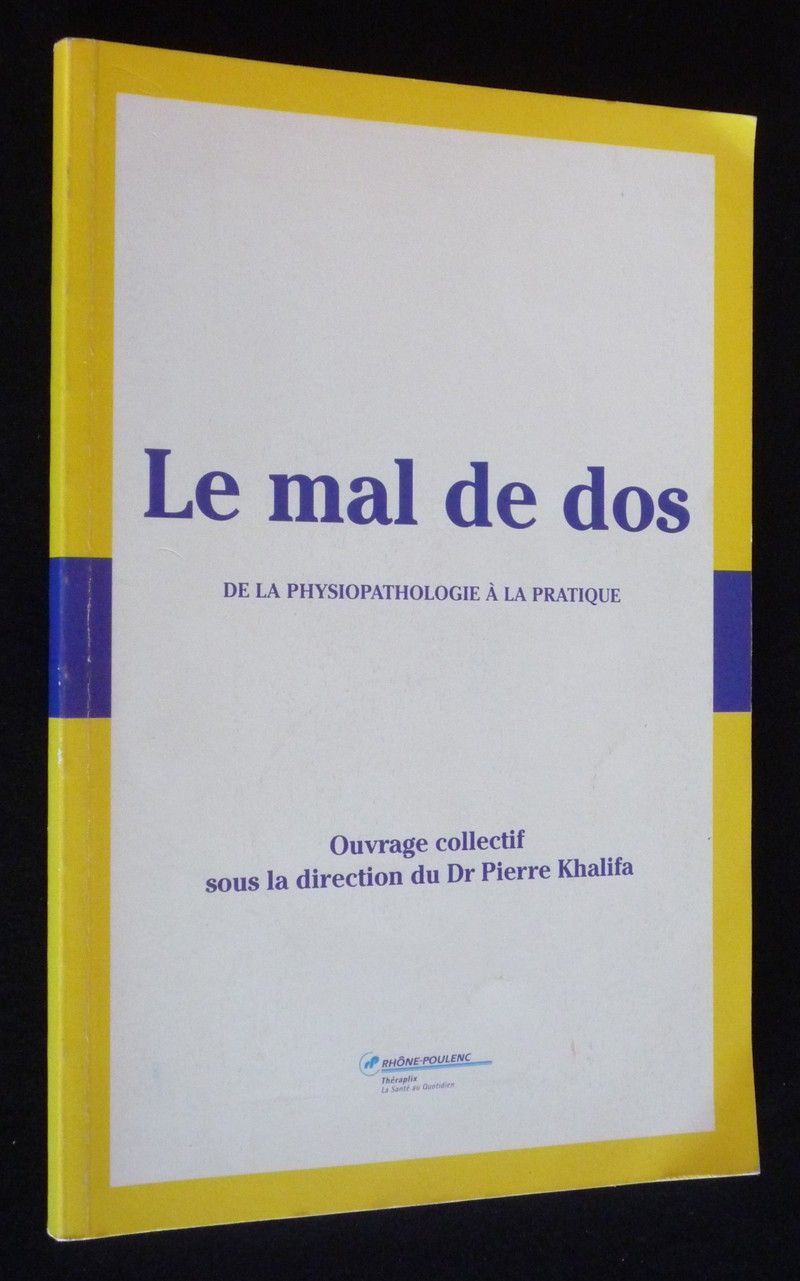 Le mal de dos
DE LA PHYSIOPATHOLOGIE À LA PRATIQUE
Ouvrage collectif
sous la direction du Dr Pierre Khalifa
RHÔNE-POULENC
Théraplix
La Santé au Quotidien